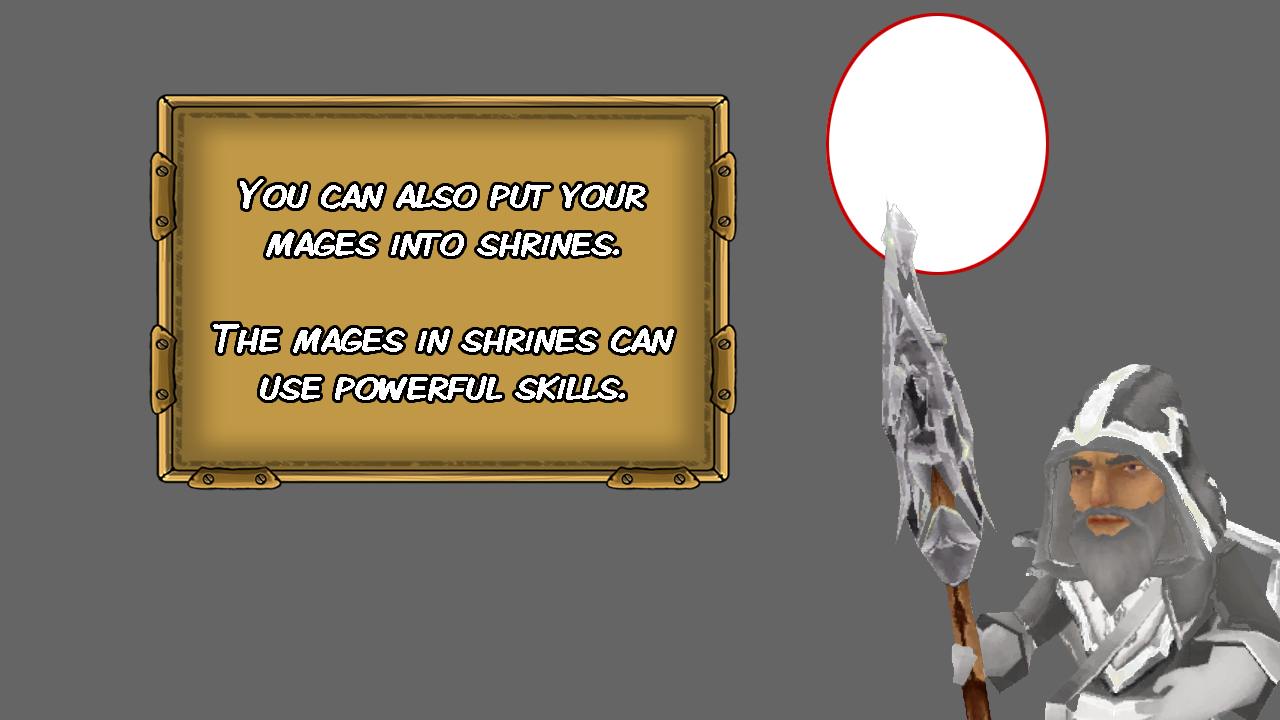 You can also put your
mages into shrines.
The mages in shrines can
use powerful skills.